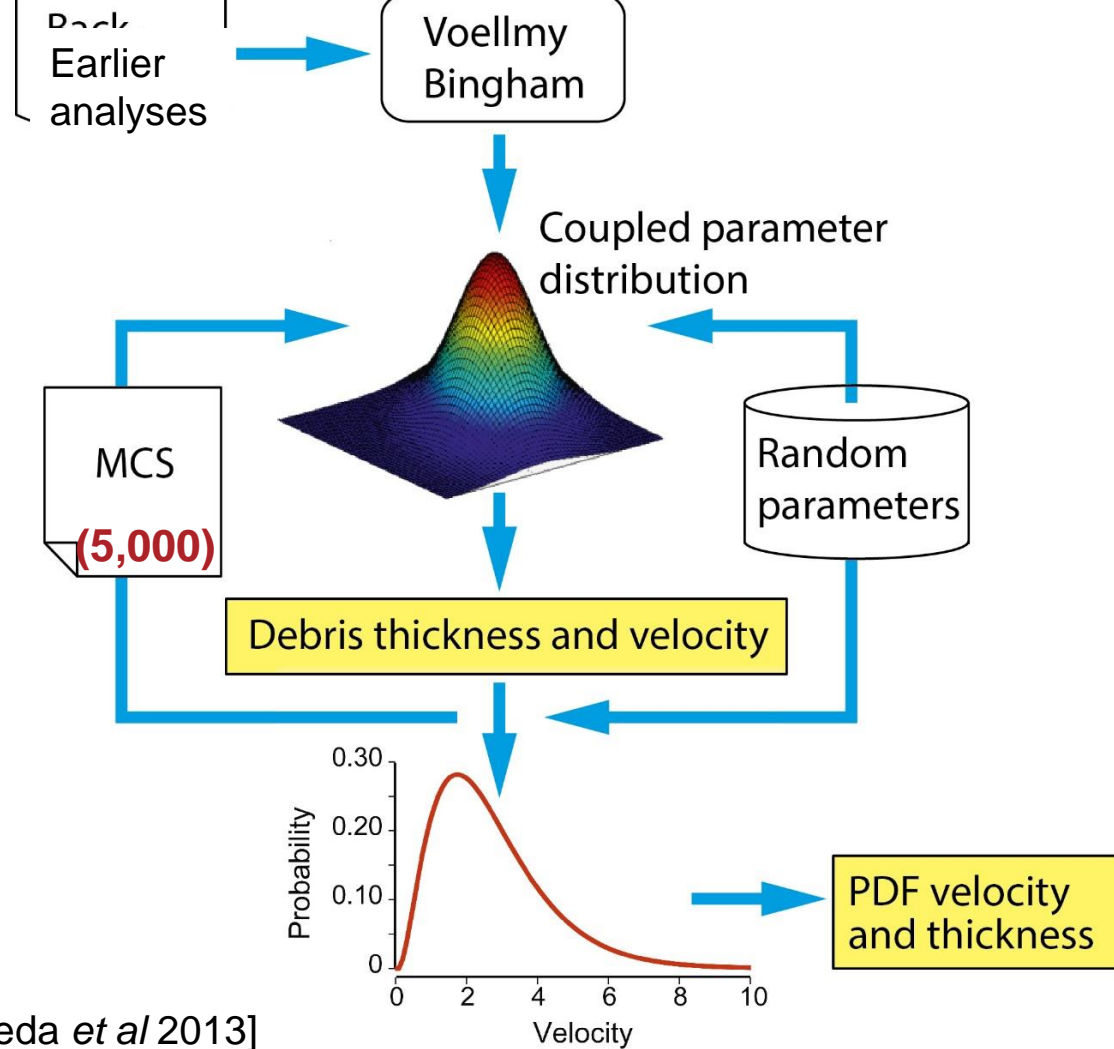 Back
Earlier
analyses
Voellmy
Bingham
Coupled parameter
distribution
MCS
(5,000)
Random
parameters
Debris thickness and velocity
0.30
0.20
0.10
0
Probability
0 2 4 6 8 10
Velocity
PDF velocity
and thickness
eda et al 2013]